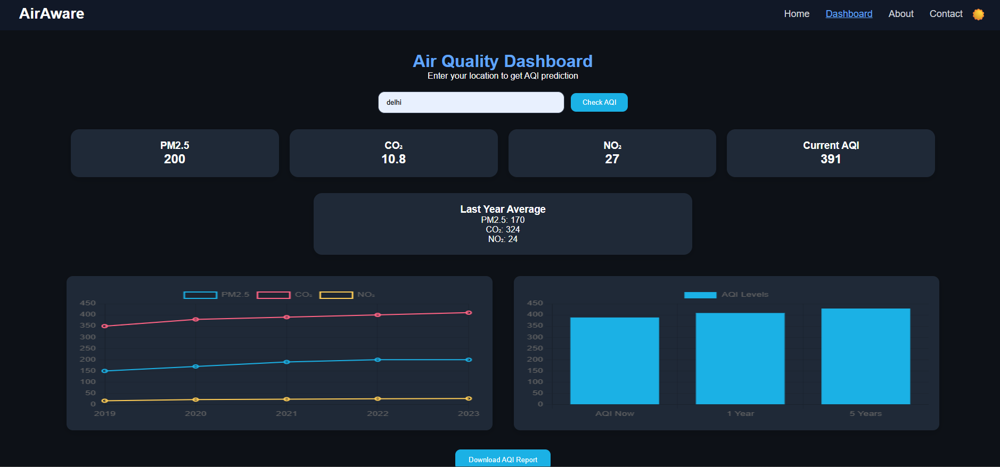 AirAware
Home Dashboard About Contact
Air Quality Dashboard
Enter your location to get AQI prediction
delhi Check AQI
PM2.5 CO₂ NO₂ Current AQI
200 10.8 27 391
Last Year Average
PM2.5: 170
CO₂: 324
NO₂: 24
PM2.5 CO₂ NO₂
450
400
350
300
250
200
150
100
50
0
2019 2020 2021 2022 2023
AQI Levels
450
400
350
300
250
200
150
100
50
0
AQI Now 1 Year 5 Years
Download AQI Report